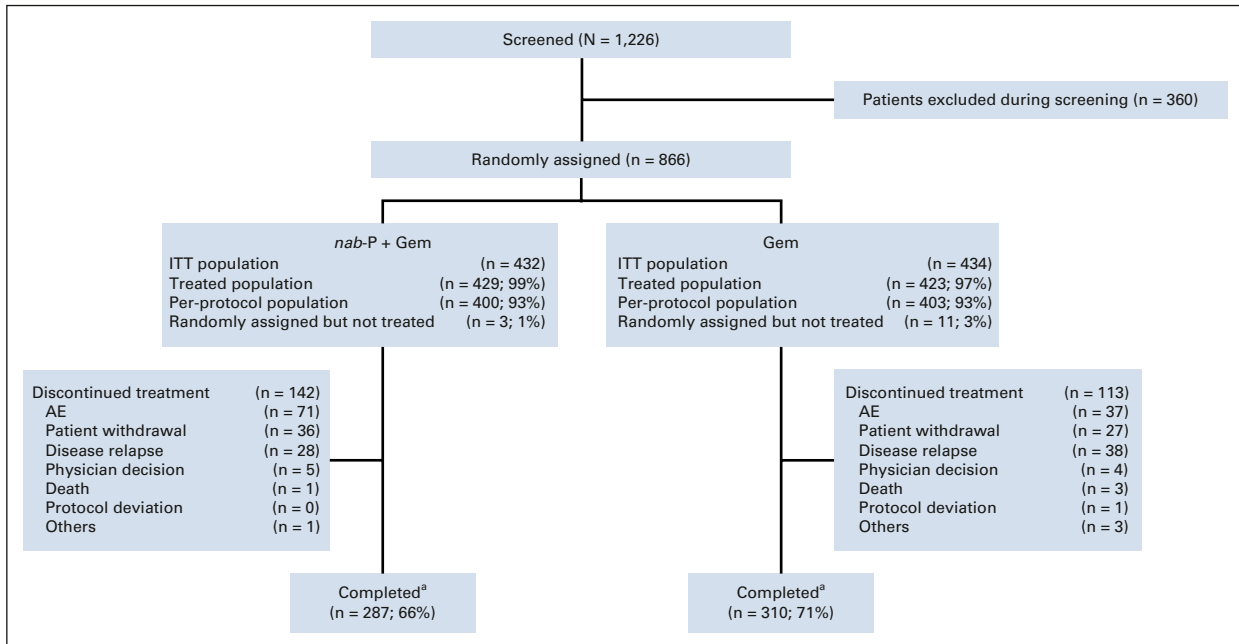 Screened (N = 1,226)
Patients excluded during screening (n = 360)
Randomly assigned (n = 866)
nab-P + Gem
ITT population (n = 432)
Treated population (n = 429; 99%)
Per-protocol population (n = 400; 93%)
Randomly assigned but not treated (n = 3; 1%)
Gem
ITT population (n = 434)
Treated population (n = 423; 97%)
Per-protocol population (n = 403; 93%)
Randomly assigned but not treated (n = 11; 3%)
Discontinued treatment (n = 142)
AE (n = 71)
Patient withdrawal (n = 36)
Disease relapse (n = 28)
Physician decision (n = 5)
Death (n = 1)
Protocol deviation (n = 0)
Others (n = 1)
Discontinued treatment (n = 113)
AE (n = 37)
Patient withdrawal (n = 27)
Disease relapse (n = 38)
Physician decision (n = 4)
Death (n = 3)
Protocol deviation (n = 1)
Others (n = 3)
Completedᵃ
(n = 287; 66%)
Completedᵃ
(n = 310; 71%)